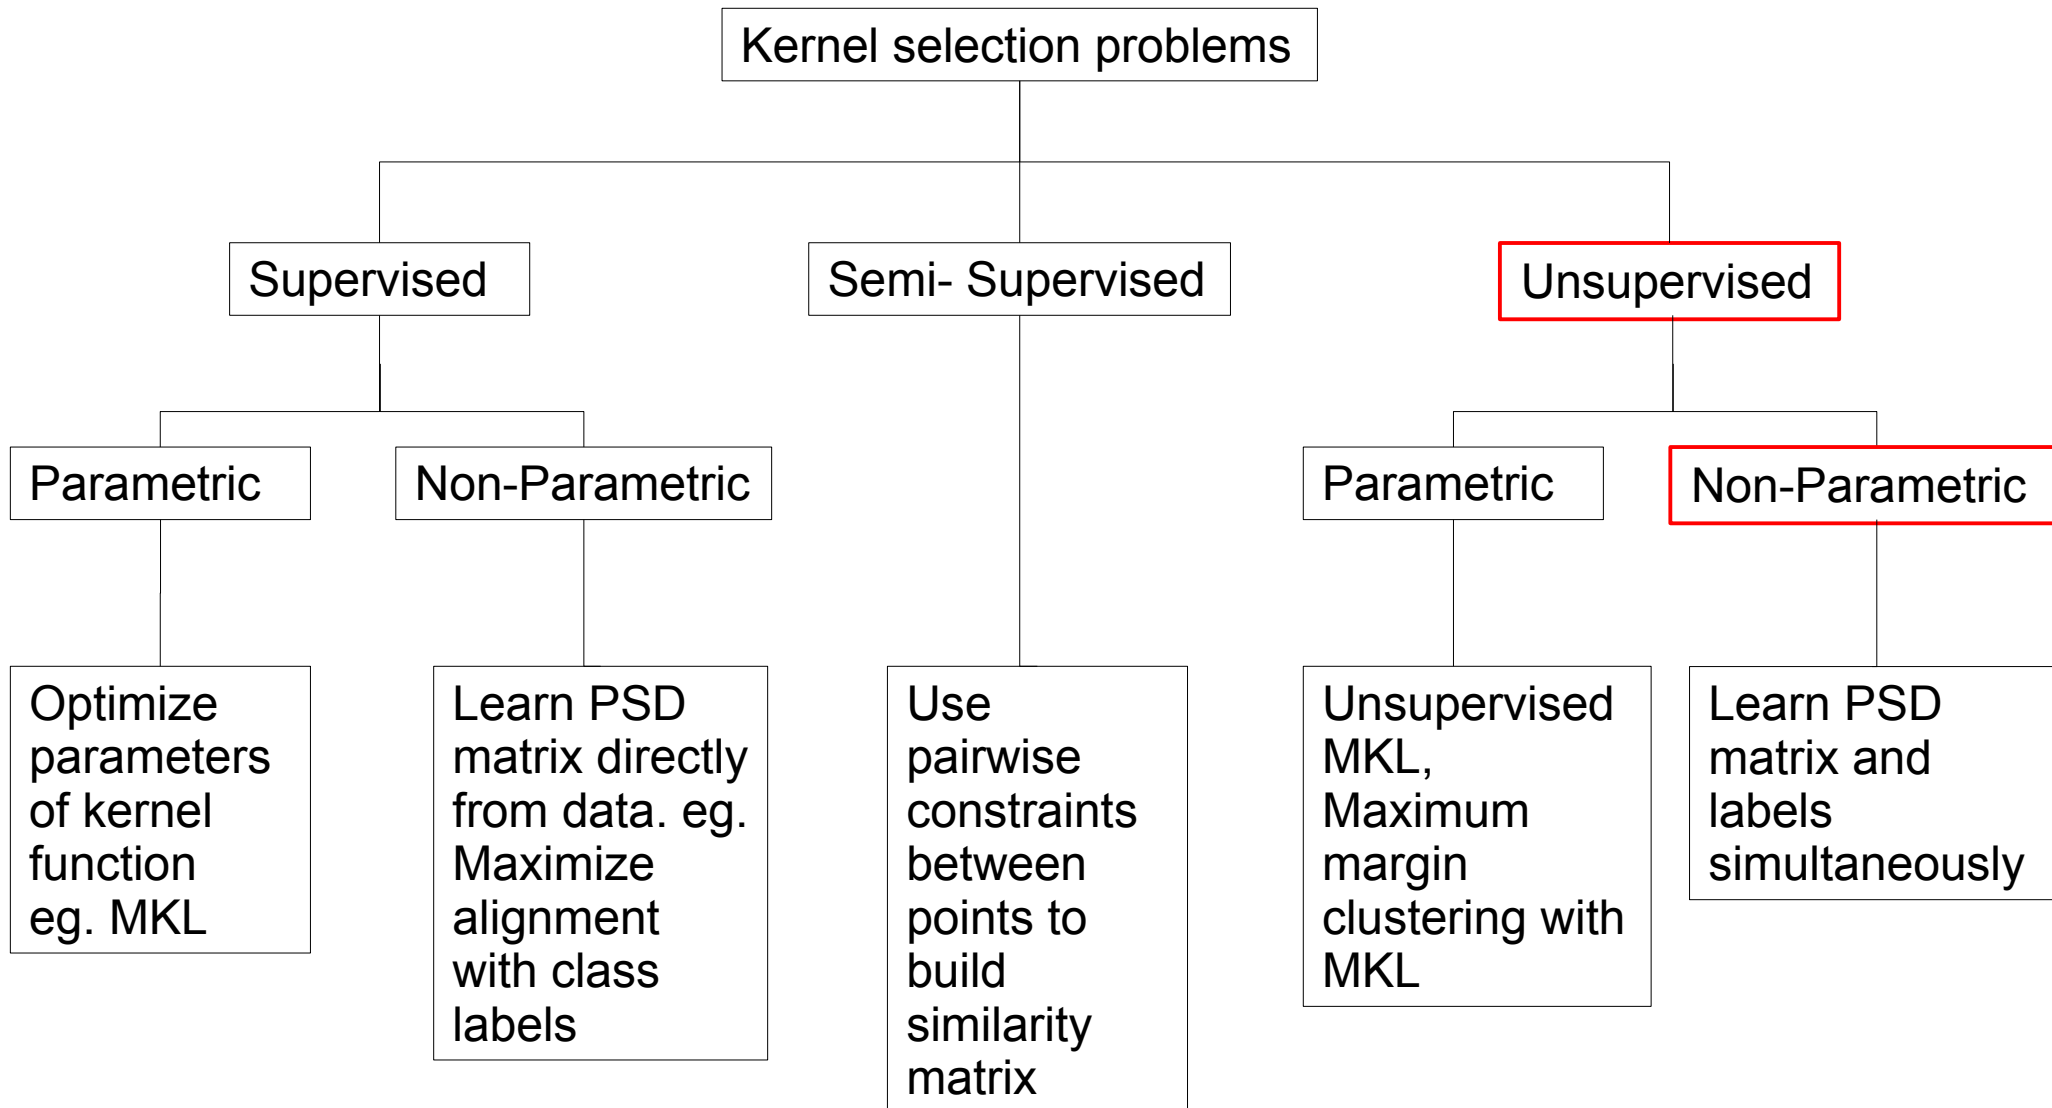 Kernel selection problems
Supervised
Semi- Supervised
Unsupervised
Parametric
Non-Parametric
Parametric
Non-Parametric
Optimize
parameters
of kernel
function
eg. MKL
Learn PSD
matrix directly
from data. eg.
Maximize
alignment
with class
labels
Use
pairwise
constraints
between
points to
build
similarity
matrix
Unsupervised
MKL,
Maximum
margin
clustering with
MKL
Learn PSD
matrix and
labels
simultaneously